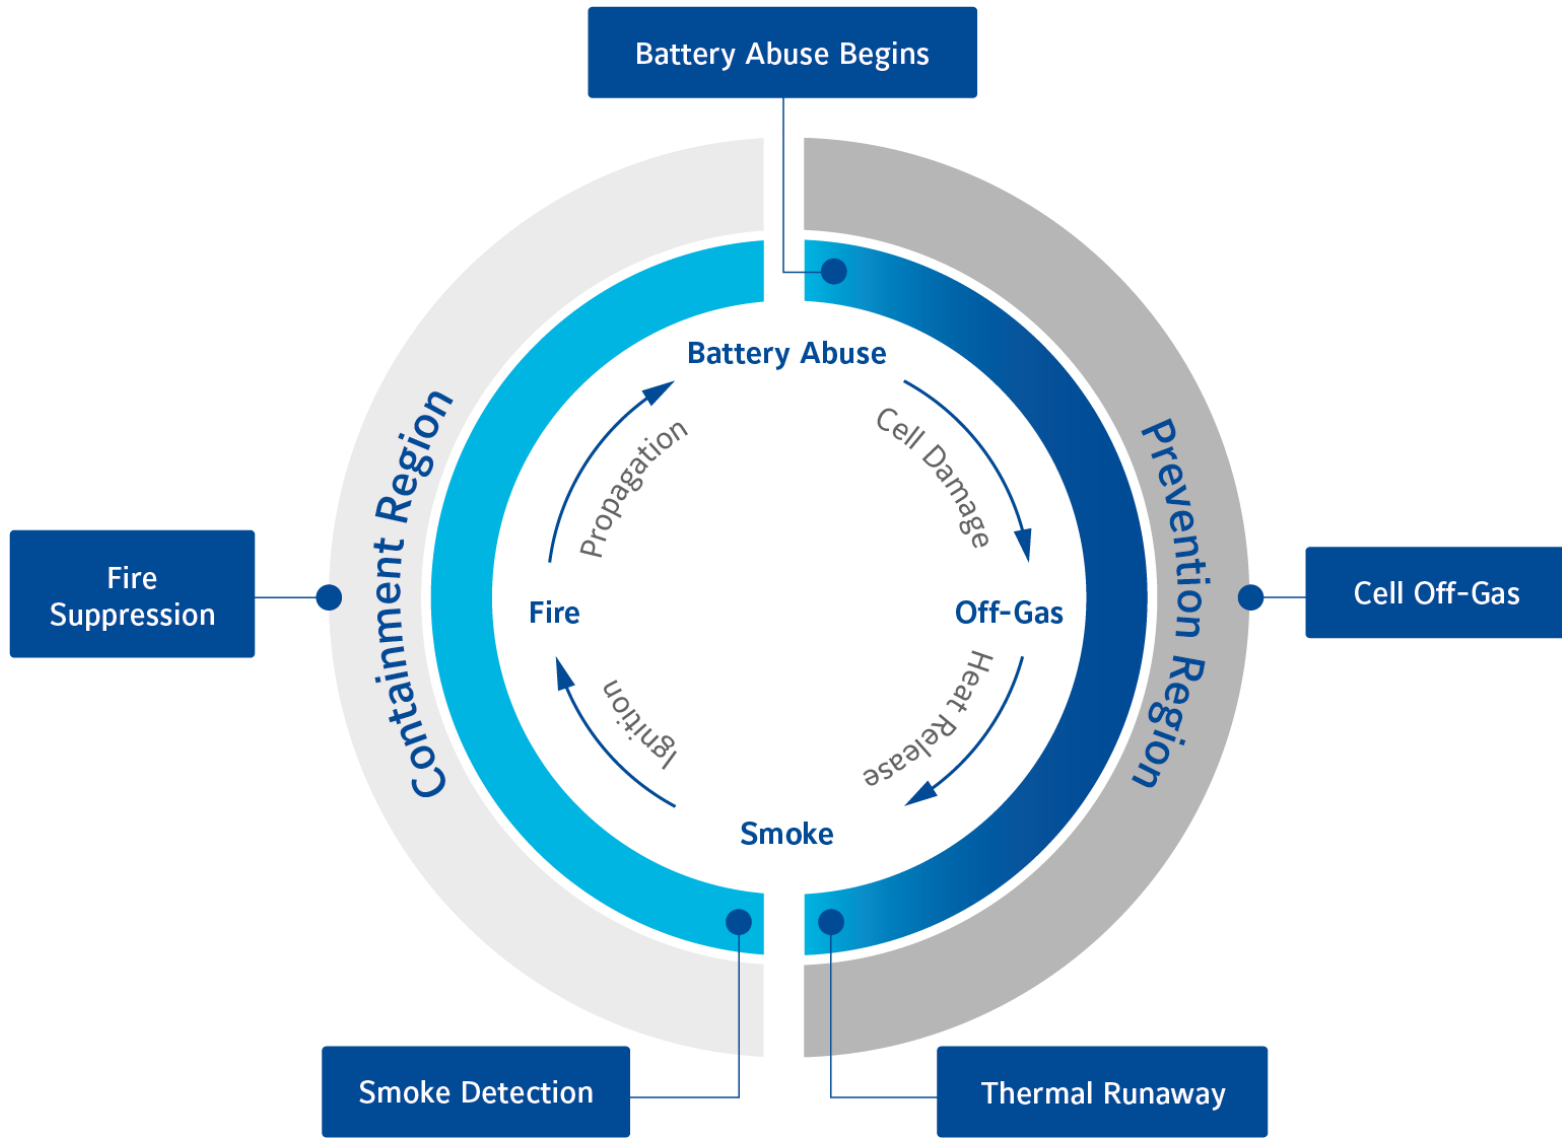 Battery Abuse Begins
Battery Abuse
Cell Damage
Propagation
Containment Region
Prevention Region
Fire
Suppression
Fire
Off-Gas
Cell Off-Gas
Heat Release
Ignition
Smoke
Smoke Detection
Thermal Runaway